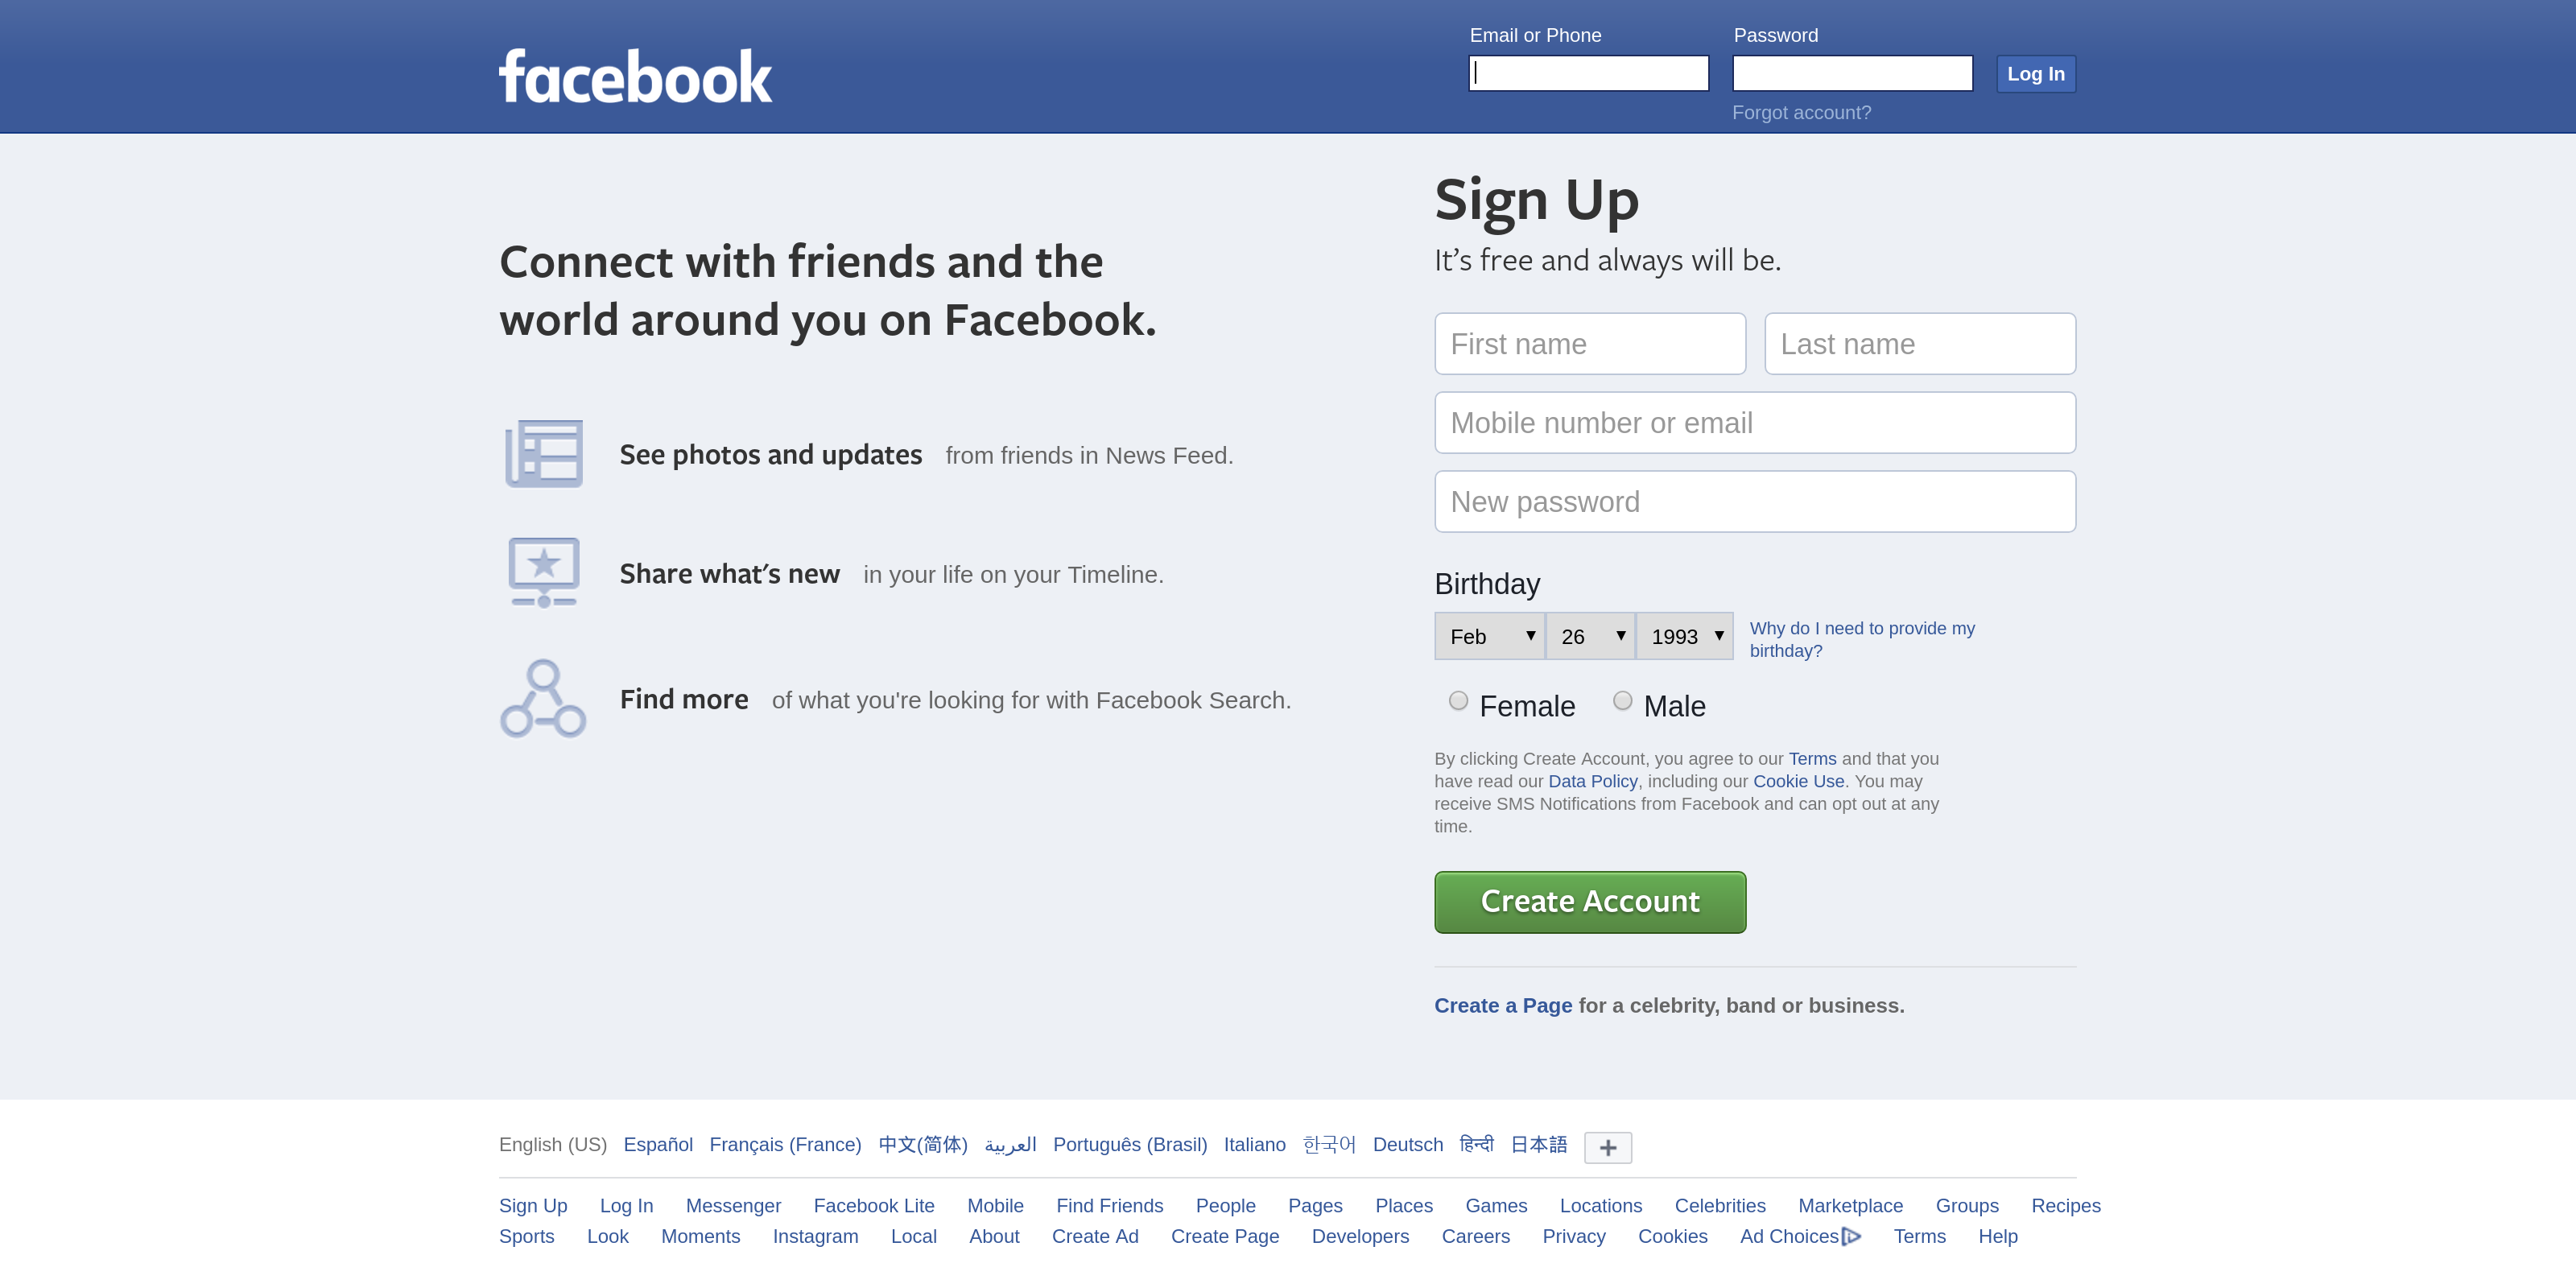 facebook
Email or Phone
Password
Log In
Forgot account?
Connect with friends and the
world around you on Facebook.
See photos and updates from friends in News Feed.
Share what's new in your life on your Timeline.
Find more of what you're looking for with Facebook Search.
Sign Up
It's free and always will be.
First name
Last name
Mobile number or email
New password
Birthday
Feb 26 1993
Why do I need to provide my
birthday?
Female Male
By clicking Create Account, you agree to our Terms and that you
have read our Data Policy, including our Cookie Use. You may
receive SMS Notifications from Facebook and can opt out at any
time.
Create Account
Create a Page for a celebrity, band or business.
English (US) Español Français (France) 中文(简体) العربية Português (Brasil) Italiano 한국어 Deutsch हिन्दी 日本語 +
Sign Up Log In Messenger Facebook Lite Mobile Find Friends People Pages Places Games Locations Celebrities Marketplace Groups Recipes
Sports Look Moments Instagram Local About Create Ad Create Page Developers Careers Privacy Cookies Ad Choices Terms Help